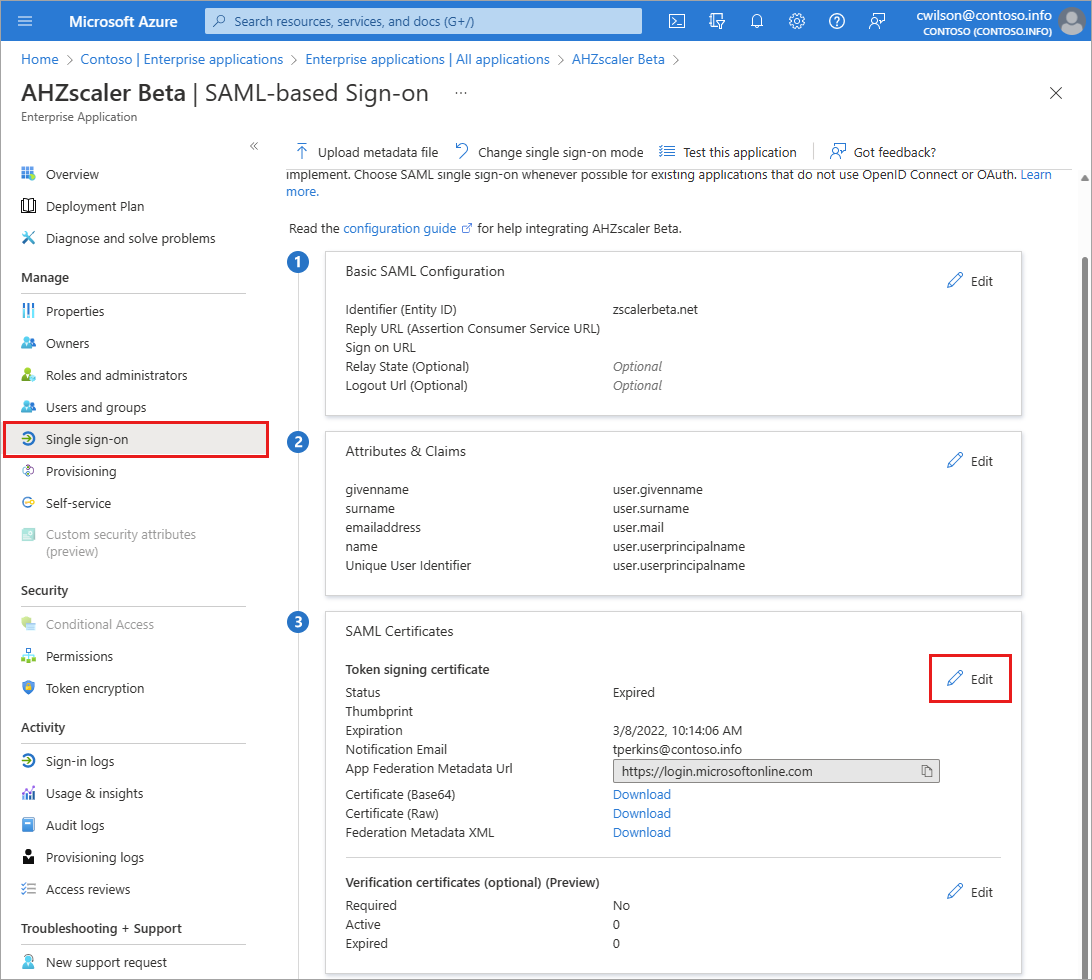 Microsoft Azure
Search resources, services, and docs (G+/)
cwilson@contoso.info
CONTOSO (CONTOSO.INFO)
Home > Contoso | Enterprise applications > Enterprise applications | All applications > AHZscaler Beta >
AHZscaler Beta | SAML-based Sign-on ...
Enterprise Application
«
Overview
Deployment Plan
Diagnose and solve problems
Manage
Properties
Owners
Roles and administrators
Users and groups
Single sign-on
Provisioning
Self-service
Custom security attributes
(preview)
Security
Conditional Access
Permissions
Token encryption
Activity
Sign-in logs
Usage & insights
Audit logs
Provisioning logs
Access reviews
Troubleshooting + Support
New support request
Upload metadata file Change single sign-on mode Test this application Got feedback?
implement. Choose SAML single sign-on whenever possible for existing applications that do not use OpenID Connect or OAuth. Learn
more.
Read the configuration guide for help integrating AHZscaler Beta.
1
Basic SAML Configuration
Edit
Identifier (Entity ID) zscalerbeta.net
Reply URL (Assertion Consumer Service URL)
Sign on URL
Relay State (Optional) Optional
Logout Url (Optional) Optional
2
Attributes & Claims
Edit
givenname user.givenname
surname user.surname
emailaddress user.mail
name user.userprincipalname
Unique User Identifier user.userprincipalname
3
SAML Certificates
Token signing certificate
Edit
Status Expired
Thumbprint
Expiration 3/8/2022, 10:14:06 AM
Notification Email tperkins@contoso.info
App Federation Metadata Url https://login.microsoftonline.com
Certificate (Base64) Download
Certificate (Raw) Download
Federation Metadata XML Download
Verification certificates (optional) (Preview)
Edit
Required No
Active 0
Expired 0